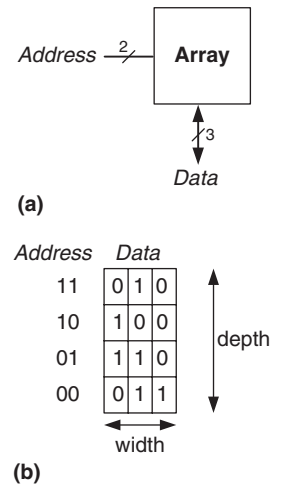 Address 2 Array
3
Data
(a)
Address Data
11 0 1 0
10 1 0 0
depth
01 1 1 0
00 0 1 1
width
(b)